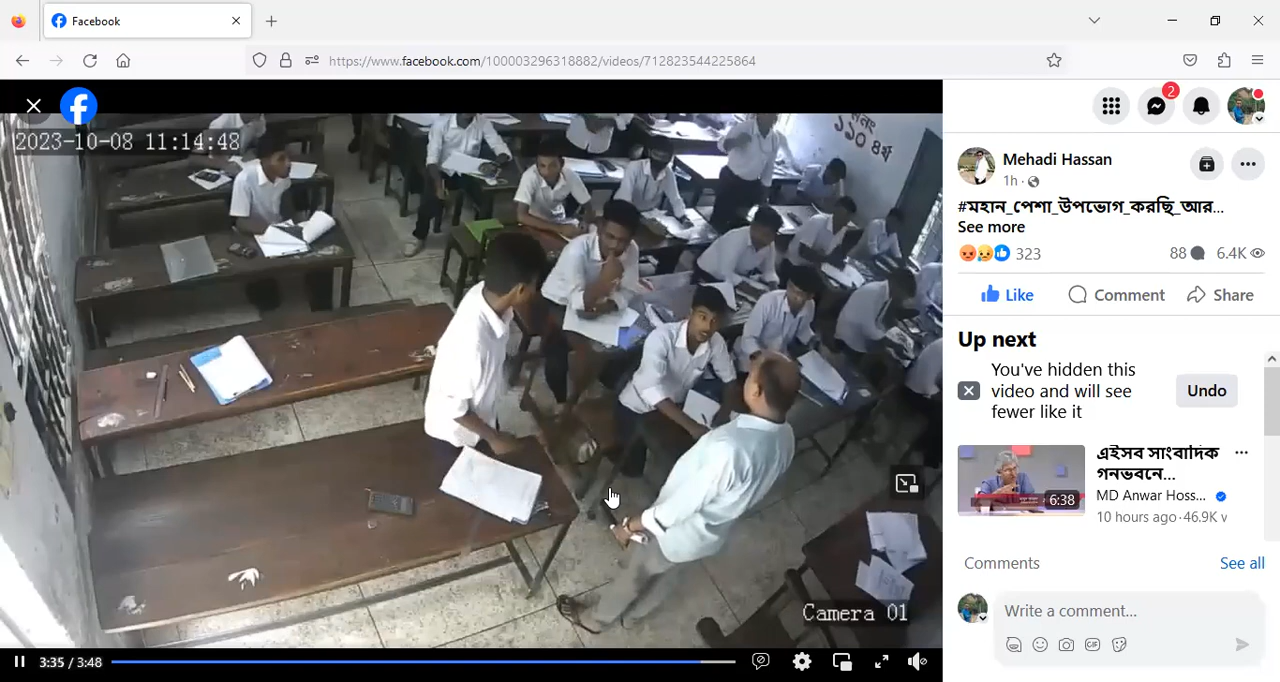 Facebook
https://www.facebook.com/100003296318882/videos/712823544225864
2023-10-08 11:14:48
১১০৪খ
Camera 01
3:35 / 3:48
2
Mehadi Hassan
1h
#মহান_পেশা_উপভোগ_করছি_আর...
See more
323
88
6.4K
Like
Comment
Share
Up next
You've hidden this
video and will see
fewer like it
Undo
6:38
এইসব সাংবাদিক
গনভবনে...
MD Anwar Hoss...
10 hours ago · 46.9K v
Comments
See all
Write a comment...
GIF